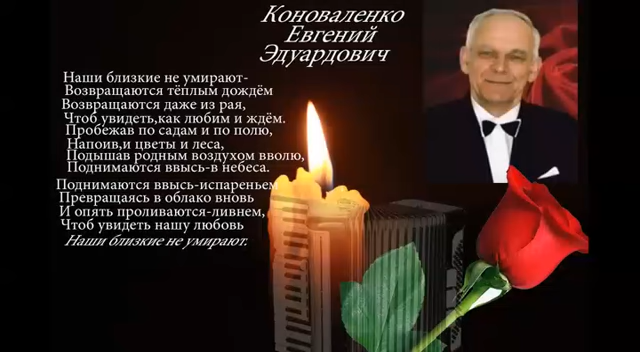 Коноваленко
Евгений
Эдуардович
Наши близкие не умирают-
Возвращаются тёплым дождём
Возвращаются даже из рая,
Чтоб увидеть,как любим и ждём.
Пробежав по садам и по полю,
Напоив,и цветы и леса,
Подышав родным воздухом вволю,
Поднимаются ввысь-в небеса.
Поднимаются ввысь-испареньем
Превращаясь в облако вновь
И опять проливаются-ливнем,
Чтоб увидеть нашу любовь
Наши близкие не умирают.